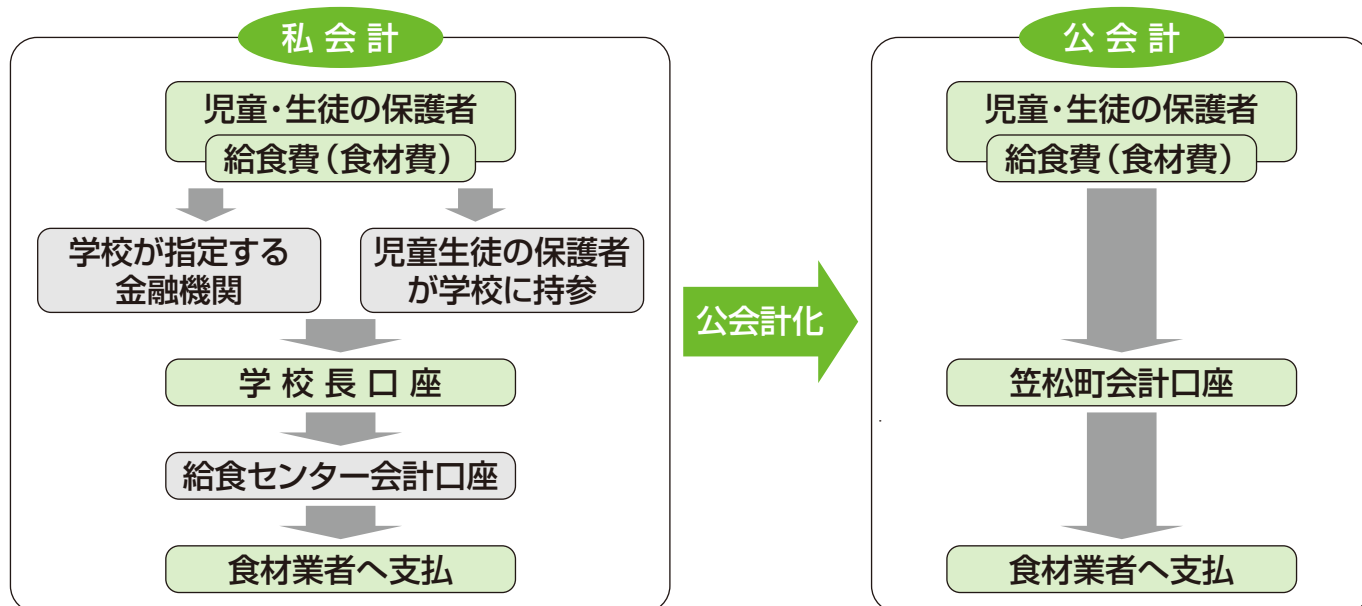 私会計
児童・生徒の保護者
給食費（食材費）
学校が指定する
金融機関
児童生徒の保護者
が学校に持参
学校長口座
給食センター会計口座
食材業者へ支払
公会計化
公会計
児童・生徒の保護者
給食費（食材費）
笠松町会計口座
食材業者へ支払